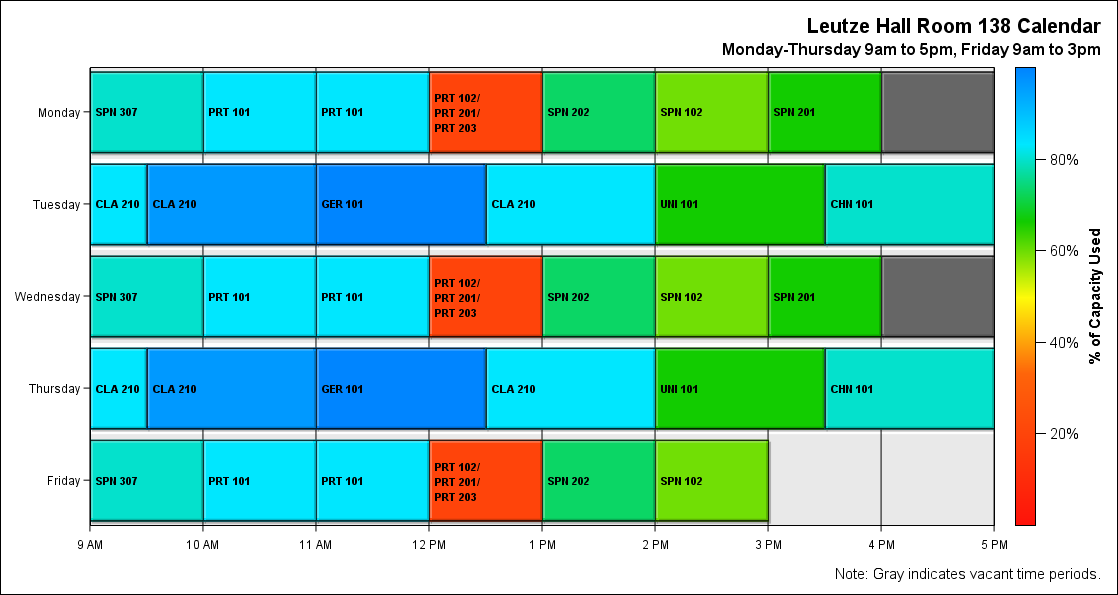 Leutze Hall Room 138 Calendar
Monday-Thursday 9am to 5pm, Friday 9am to 3pm
Monday
SPN 307
PRT 101
PRT 101
PRT 102/
PRT 201/
PRT 203
SPN 202
SPN 102
SPN 201
Tuesday
CLA 210
CLA 210
GER 101
CLA 210
UNI 101
CHN 101
Wednesday
SPN 307
PRT 101
PRT 101
PRT 102/
PRT 201/
PRT 203
SPN 202
SPN 102
SPN 201
Thursday
CLA 210
CLA 210
GER 101
CLA 210
UNI 101
CHN 101
Friday
SPN 307
PRT 101
PRT 101
PRT 102/
PRT 201/
PRT 203
SPN 202
SPN 102
9 AM
10 AM
11 AM
12 PM
1 PM
2 PM
3 PM
4 PM
5 PM
80%
60%
40%
20%
% of Capacity Used
Note: Gray indicates vacant time periods.